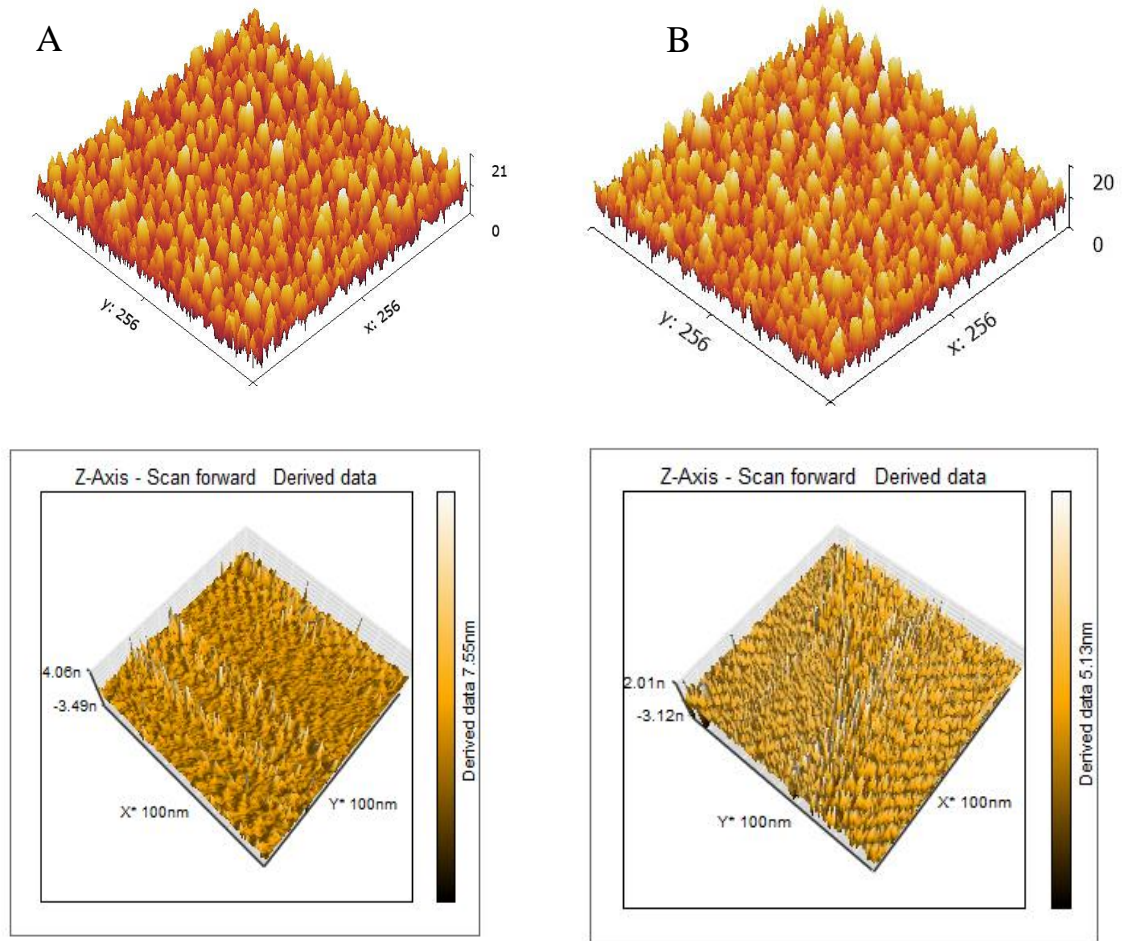 A
21
0
y: 256
x: 256
B
20
0
y: 256
x: 256
Z-Axis - Scan forward Derived data
4.06n
-3.49n
X* 100nm
Y* 100nm
Derived data 7.55nm
Z-Axis - Scan forward Derived data
2.01n
-3.12n
Y* 100nm
X* 100nm
Derived data 5.13nm